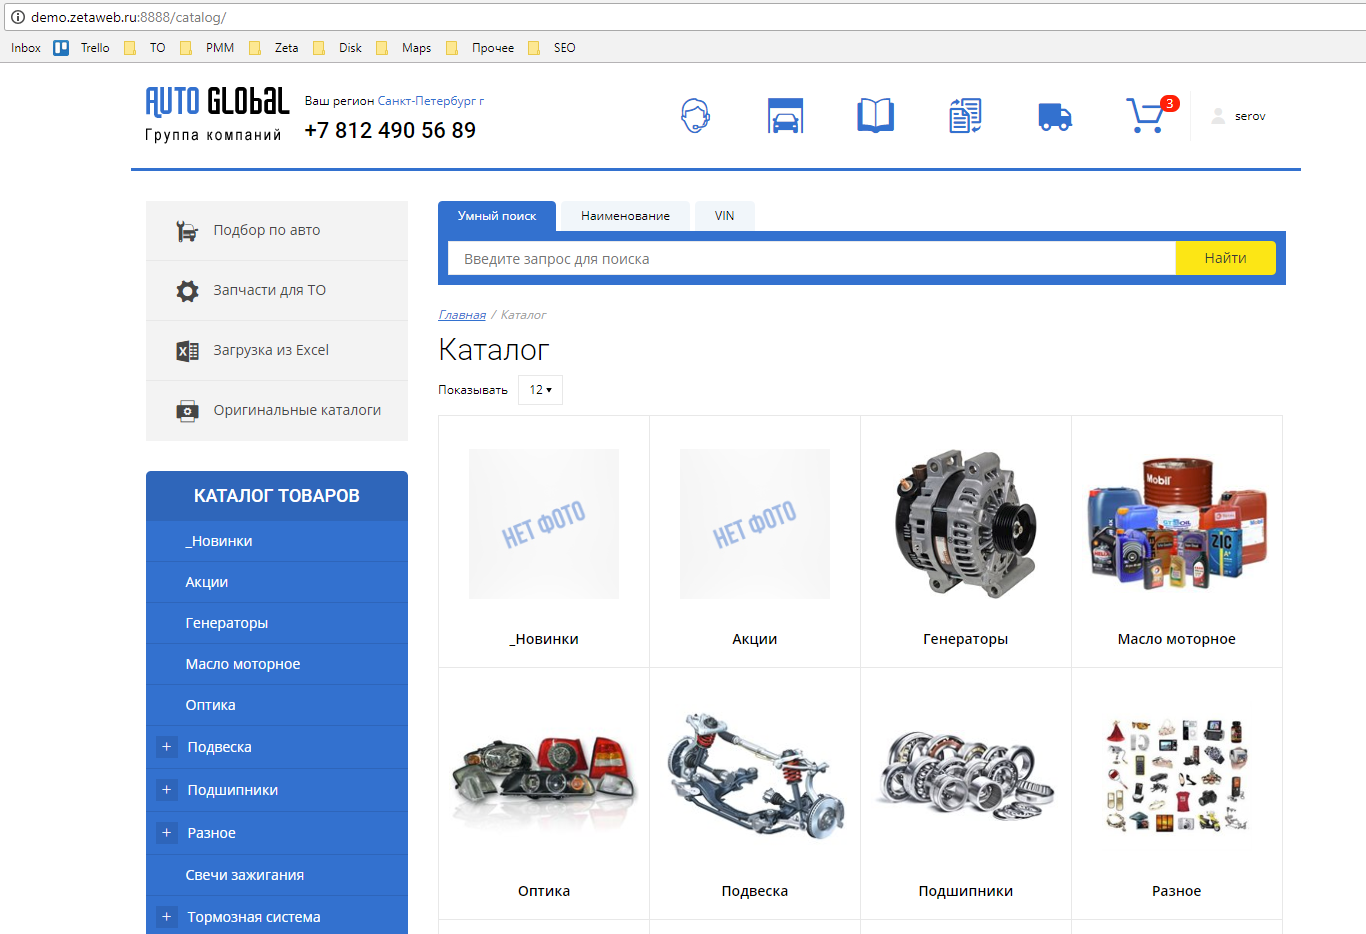 demo.zetaweb.ru:8888/catalog/
Inbox Trello TO PMM Zeta Disk Maps Прочее SEO
AUTO GLObAL
Группа компаний
Ваш регион Санкт-Петербург г
+7 812 490 56 89
3
serov
Подбор по авто
Запчасти для ТО
Загрузка из Excel
Оригинальные каталоги
КАТАЛОГ ТОВАРОВ
_Новинки
Акции
Генераторы
Масло моторное
Оптика
+ Подвеска
+ Подшипники
+ Разное
Свечи зажигания
+ Тормозная система
Умный поиск Наименование VIN
Введите запрос для поиска Найти
Главная / Каталог
Каталог
Показывать 12
НЕТ ФОТО НЕТ ФОТО
Mobil
ZIC
_Новинки Акции Генераторы Масло моторное
Оптика Подвеска Подшипники Разное